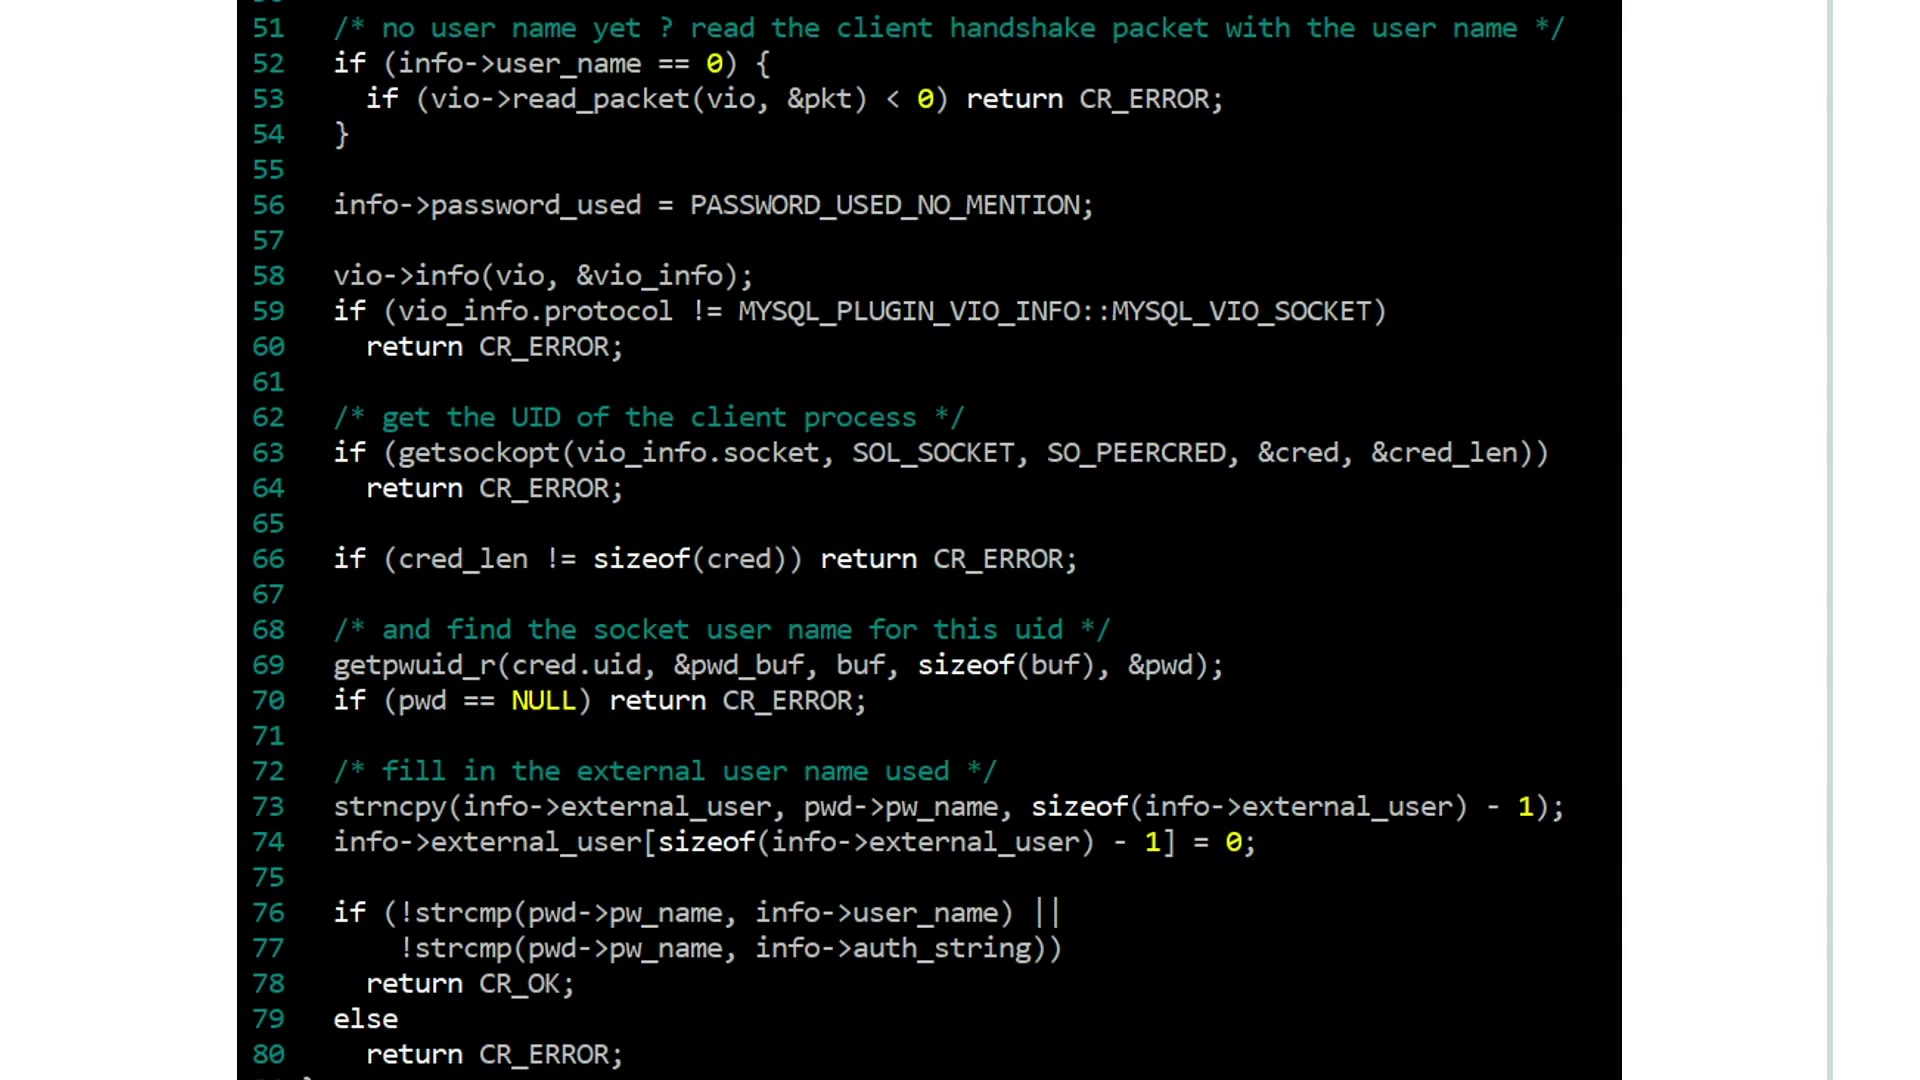 51 /* no user name yet ? read the client handshake packet with the user name */
52 if (info->user_name == 0) {
53 if (vio->read_packet(vio, &pkt) < 0) return CR_ERROR;
54 }
55
56 info->password_used = PASSWORD_USED_NO_MENTION;
57
58 vio->info(vio, &vio_info);
59 if (vio_info.protocol != MYSQL_PLUGIN_VIO_INFO::MYSQL_VIO_SOCKET)
60 return CR_ERROR;
61
62 /* get the UID of the client process */
63 if (getsockopt(vio_info.socket, SOL_SOCKET, SO_PEERCRED, &cred, &cred_len))
64 return CR_ERROR;
65
66 if (cred_len != sizeof(cred)) return CR_ERROR;
67
68 /* and find the socket user name for this uid */
69 getpwuid_r(cred.uid, &pwd_buf, buf, sizeof(buf), &pwd);
70 if (pwd == NULL) return CR_ERROR;
71
72 /* fill in the external user name used */
73 strncpy(info->external_user, pwd->pw_name, sizeof(info->external_user) - 1);
74 info->external_user[sizeof(info->external_user) - 1] = 0;
75
76 if (!strcmp(pwd->pw_name, info->user_name) ||
77 !strcmp(pwd->pw_name, info->auth_string))
78 return CR_OK;
79 else
80 return CR_ERROR;